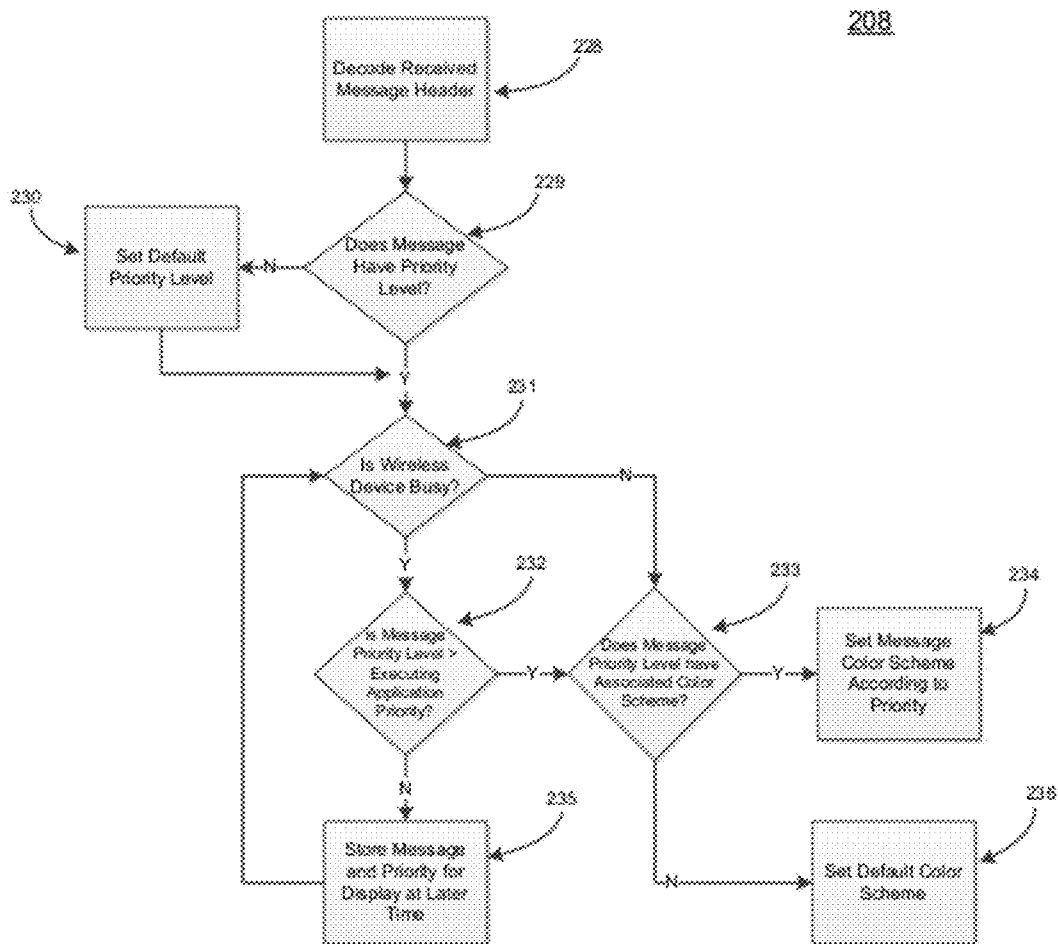 208
Decode Received
Message Header
228
229
230
Does Message
Have Priority
Level?
N
Set Default
Priority Level
Y
231
Is Wireless
Device Busy?
N
Y
232
233
234
Is Message
Priority Level >
Executing
Application
Priority?
Y
Does Message
Priority Level have
Associated Color
Scheme?
Y
Set Message
Color Scheme
According to
Priority
N
235
236
Store Message
and Priority for
Display at Later
Time
N
Set Default Color
Scheme